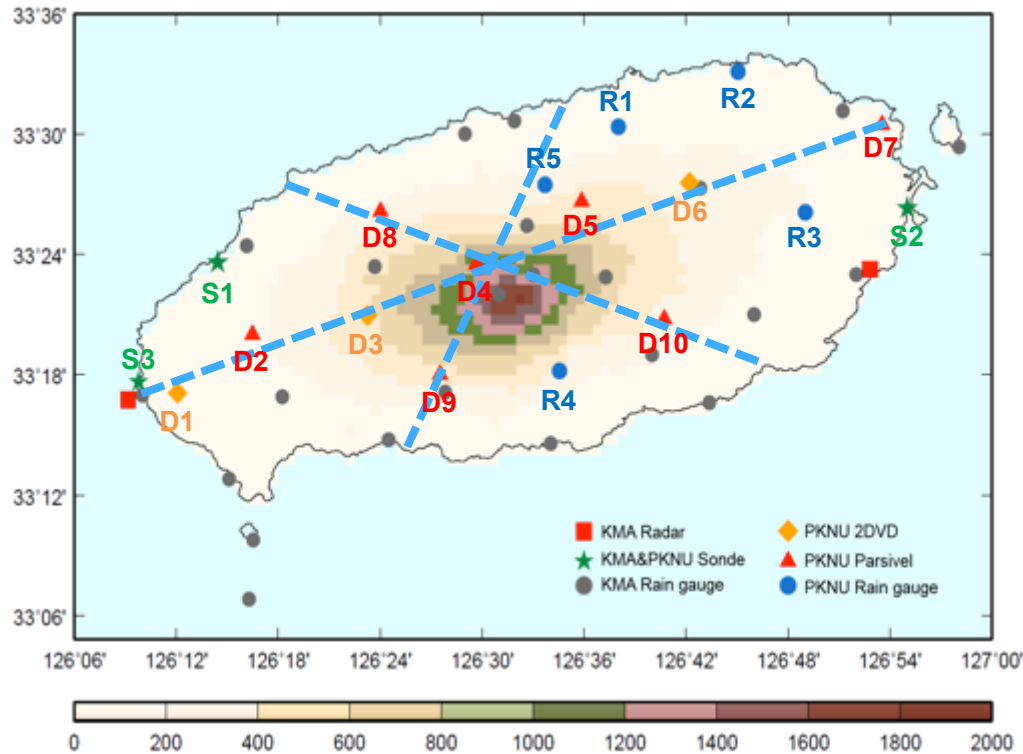 33°36'
R2
R1
33°30'
D7
R5
D5
D6
D8
R3
S2
33°24'
S1
D4
D3
D10
D2
S3
33°18'
D9
R4
D1
33°12'
KMA Radar
PKNU 2DVD
KMA&PKNU Sonde
PKNU Parsivel
KMA Rain gauge
PKNU Rain gauge
33°06'
126°06' 126°12' 126°18' 126°24' 126°30' 126°36' 126°42' 126°48' 126°54' 127°00'
0 200 400 600 800 1000 1200 1400 1600 2000